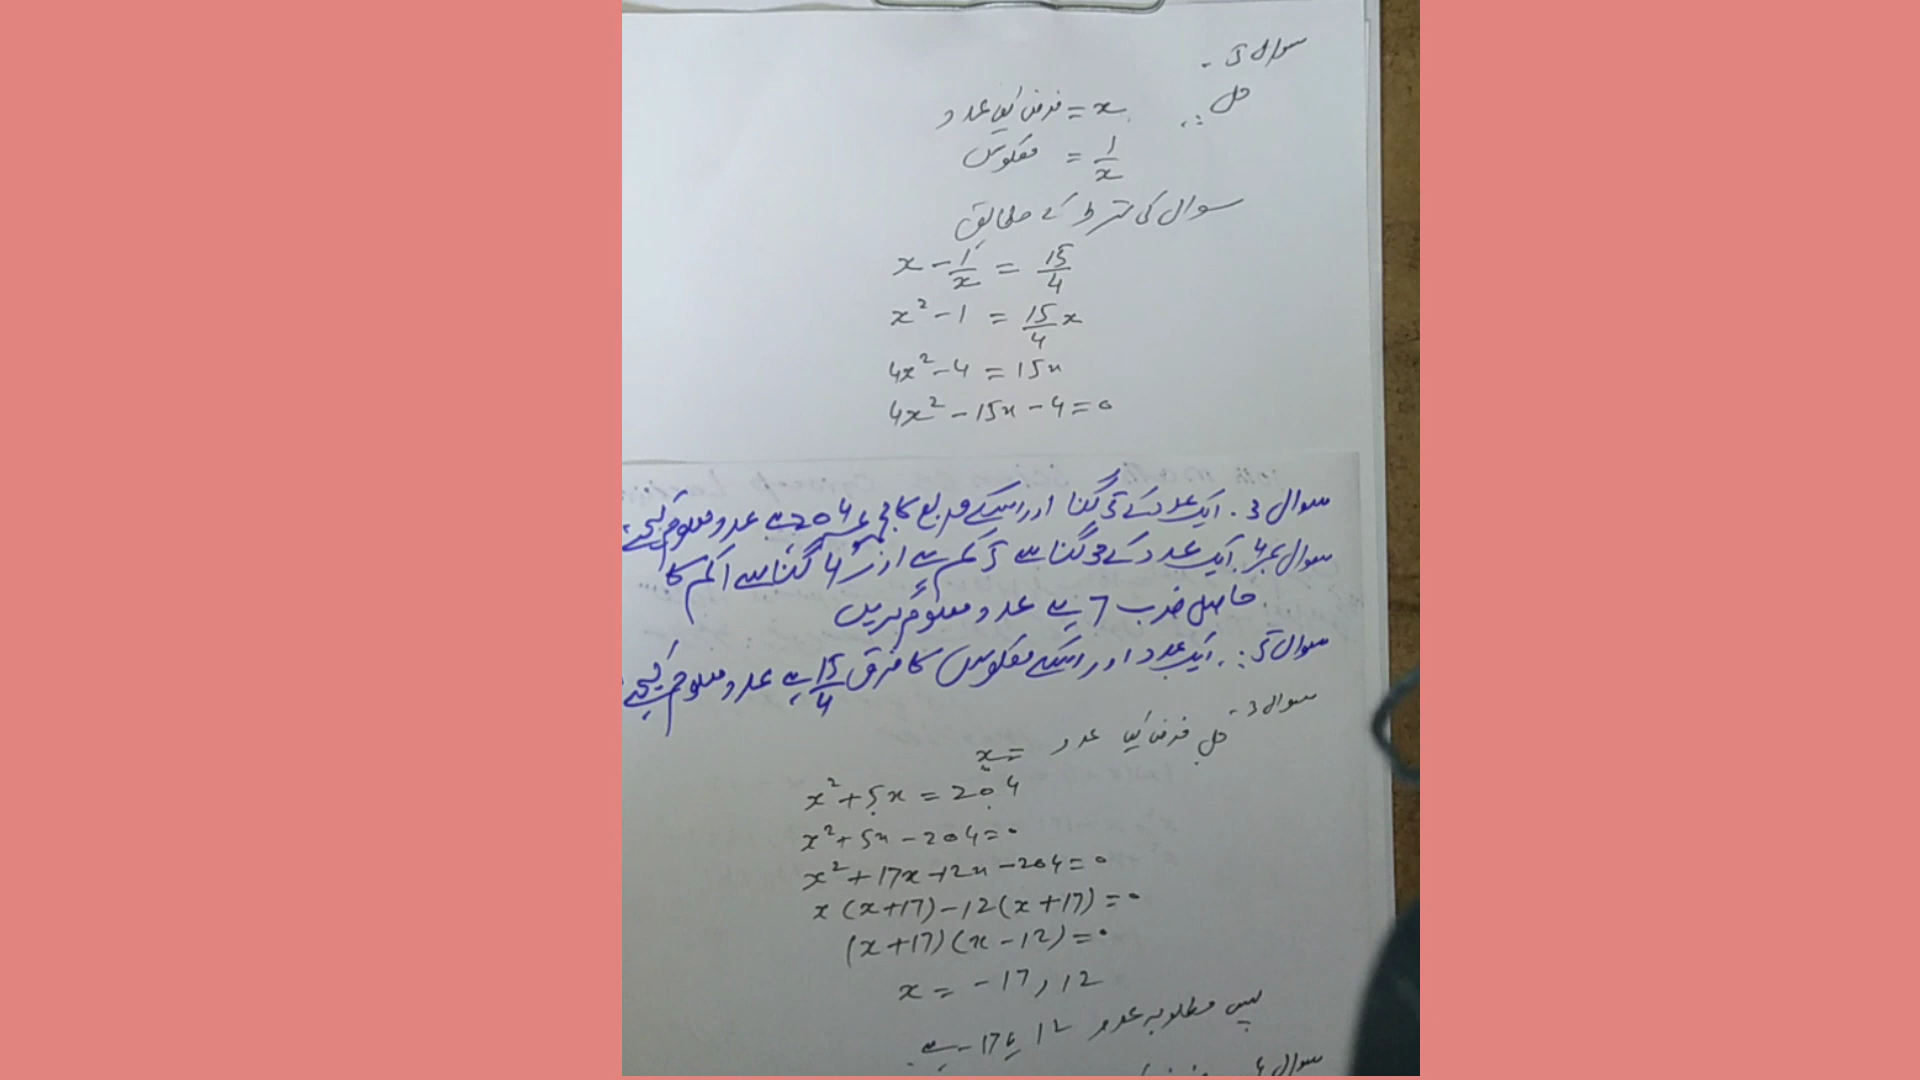 سوال 5 -
حل :. x = فرض کیا عدد
1/x = معکوس
سوال کی شرط کے مطابق
x - 1/x = 15/4
x² - 1 = 15/4 x
4x² - 4 = 15x
4x² - 15x - 4 = 0
سوال 3 . ایک عدد کے 5 گنا اور اسکے مربع کا مجموعہ 204 ہے عدد معلوم کیجئے
سوال نمبر 4 . ایک عدد کے 3 گنا سے 5 کم ہے اور 4 گنا سے 1 کم کا
حاصل ضرب 7 ہے عدد معلوم کریں
سوال 5 :. ایک عدد اور اسکے معکوس کا فرق 15/4 ہے عدد معلوم کیجئے
سوال 3 -
حل فرض کیا عدد = x
x² + 5x = 204
x² + 5x - 204 = 0
x² + 17x - 12x - 204 = 0
x (x+17) - 12 (x+17) = 0
(x+17) (x-12) = 0
x = -17, 12
پس مطلوبہ عدد 12 یا -17 ہے
سوال 4